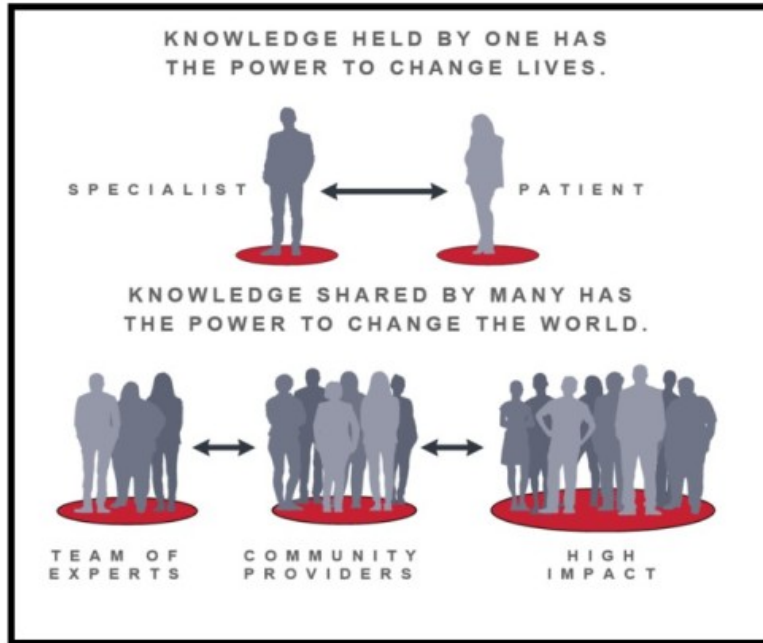 KNOWLEDGE HELD BY ONE HAS
THE POWER TO CHANGE LIVES.
SPECIALIST
PATIENT
KNOWLEDGE SHARED BY MANY HAS
THE POWER TO CHANGE THE WORLD.
TEAM OF
EXPERTS
COMMUNITY
PROVIDERS
HIGH
IMPACT